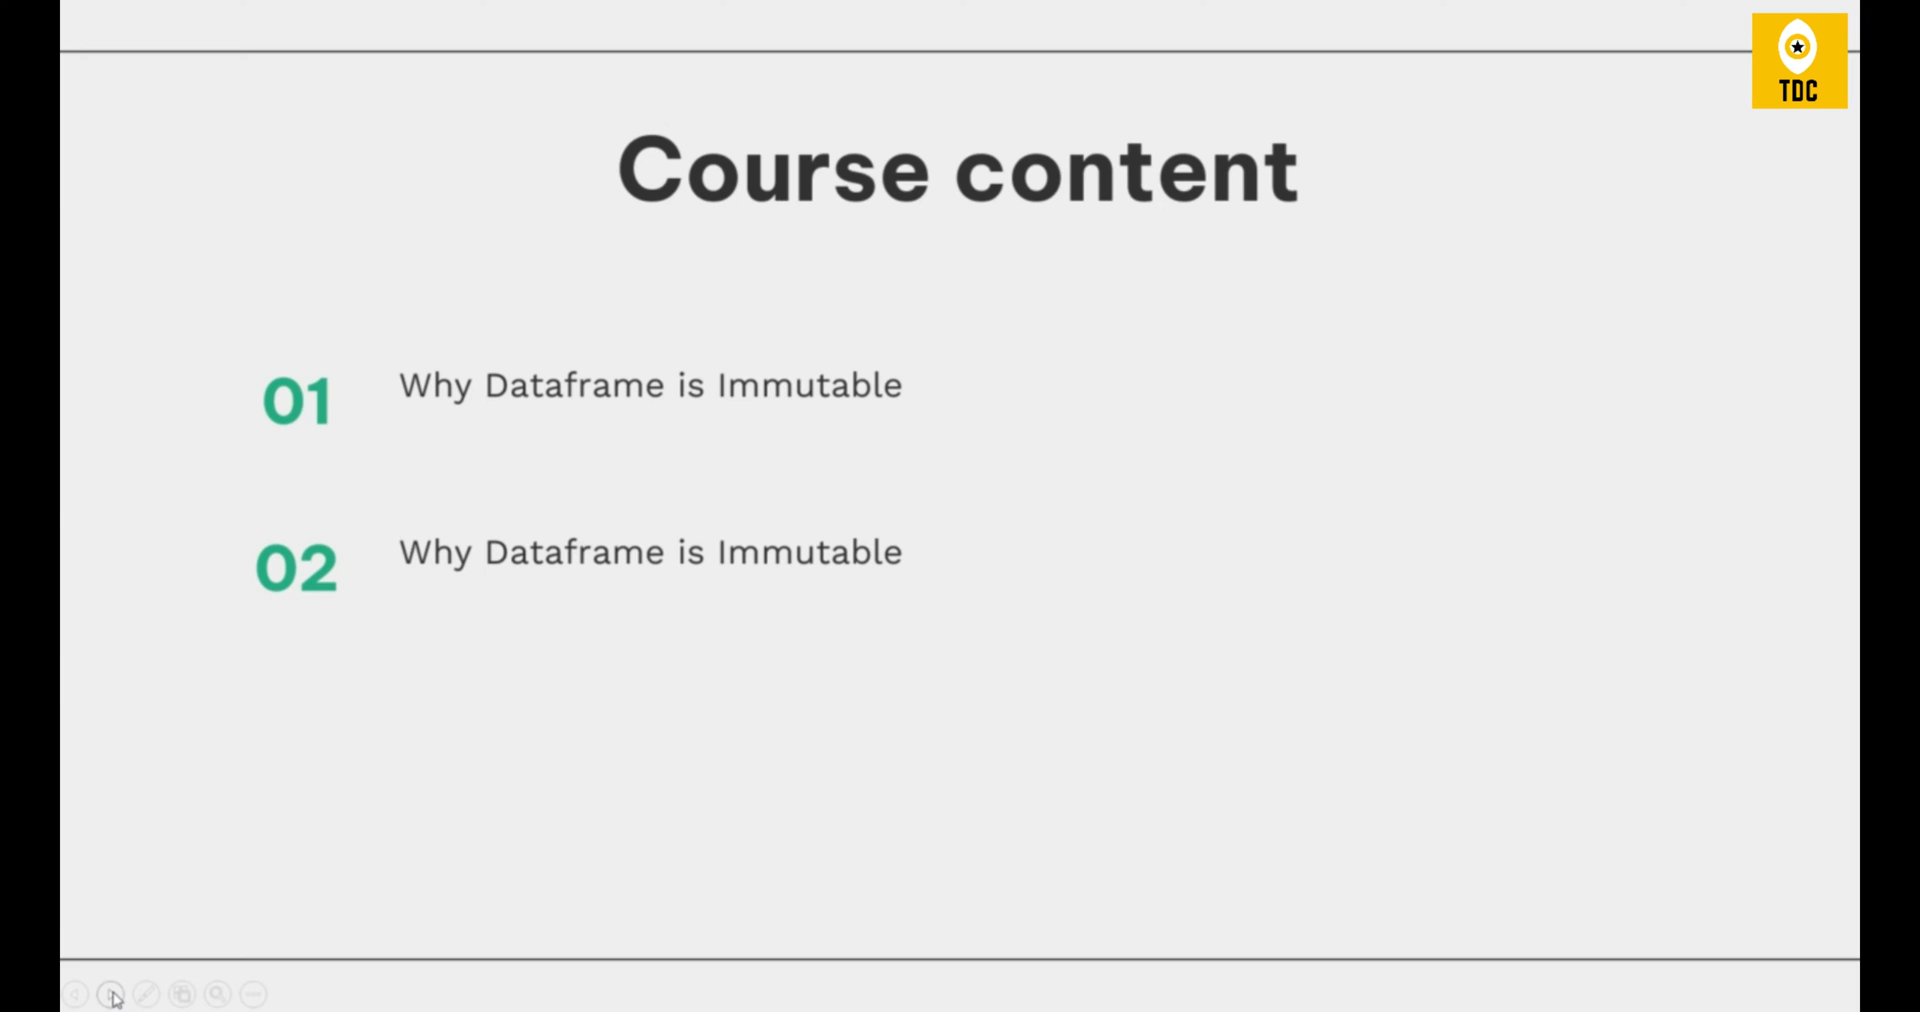 TDC
Course content
01
Why Dataframe is Immutable
02
Why Dataframe is Immutable